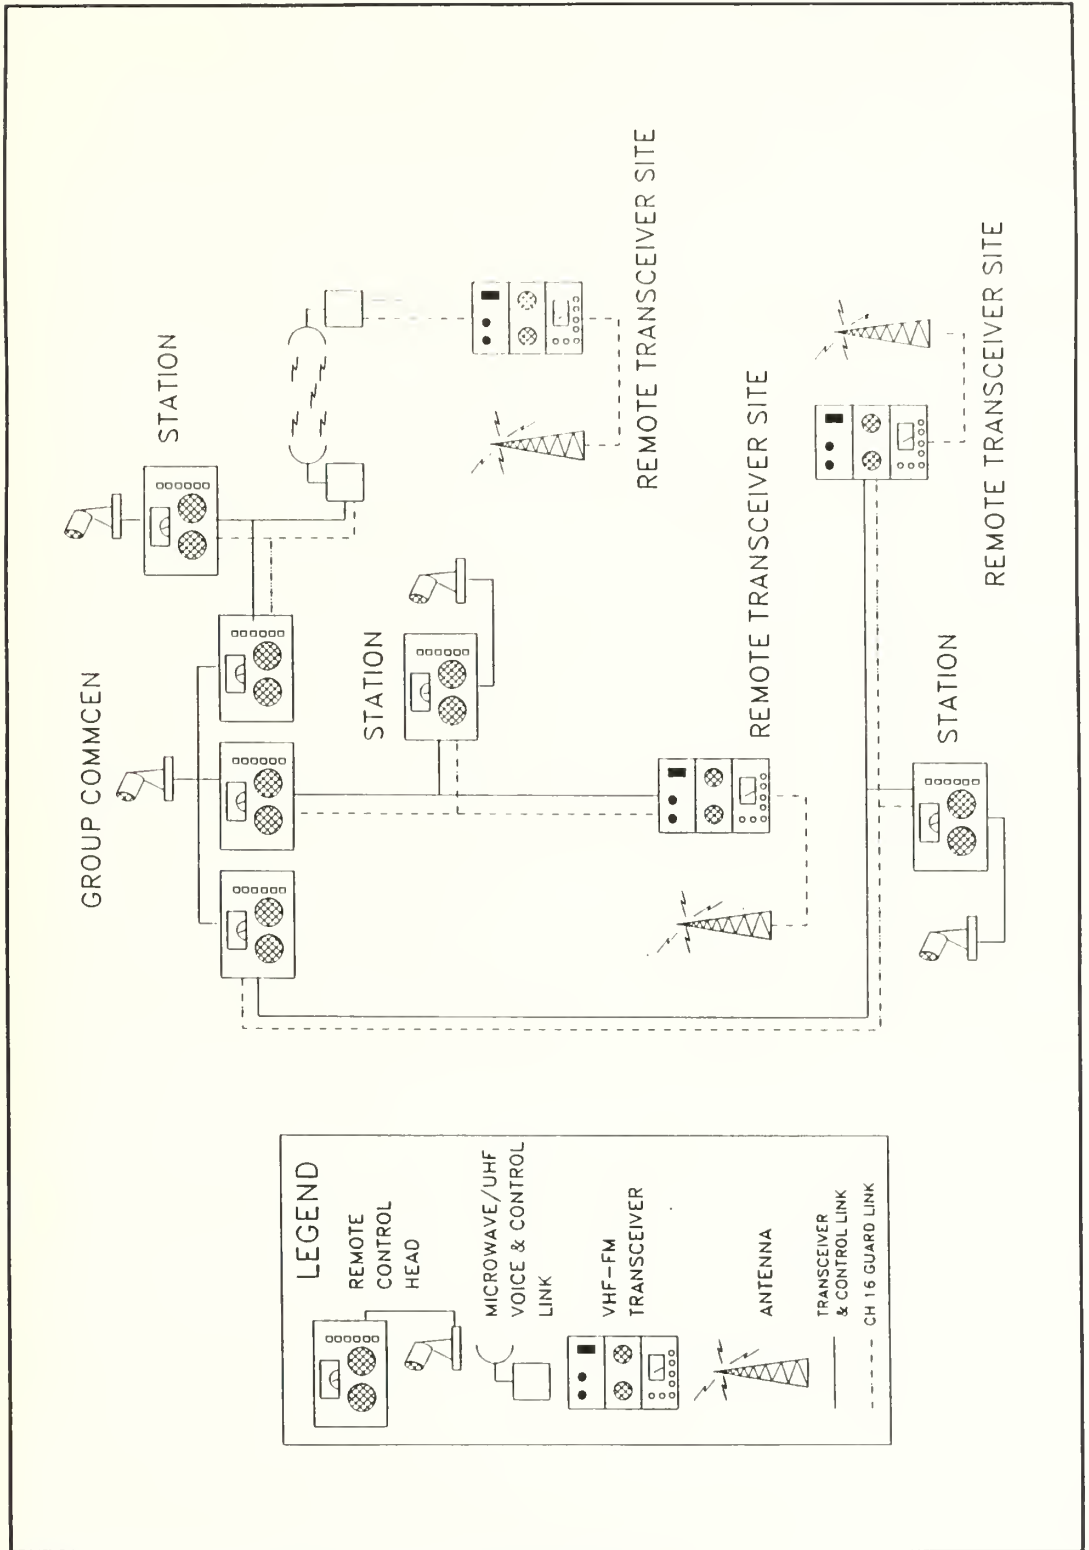 GROUP COMMCEN
STATION
STATION
REMOTE TRANSCEIVER SITE
REMOTE TRANSCEIVER SITE
STATION
REMOTE TRANSCEIVER SITE
LEGEND
REMOTE
CONTROL
HEAD
MICROWAVE/UHF
VOICE & CONTROL
LINK
VHF-FM
TRANSCEIVER
ANTENNA
TRANSCEIVER
& CONTROL LINK
CH 16 GUARD LINK